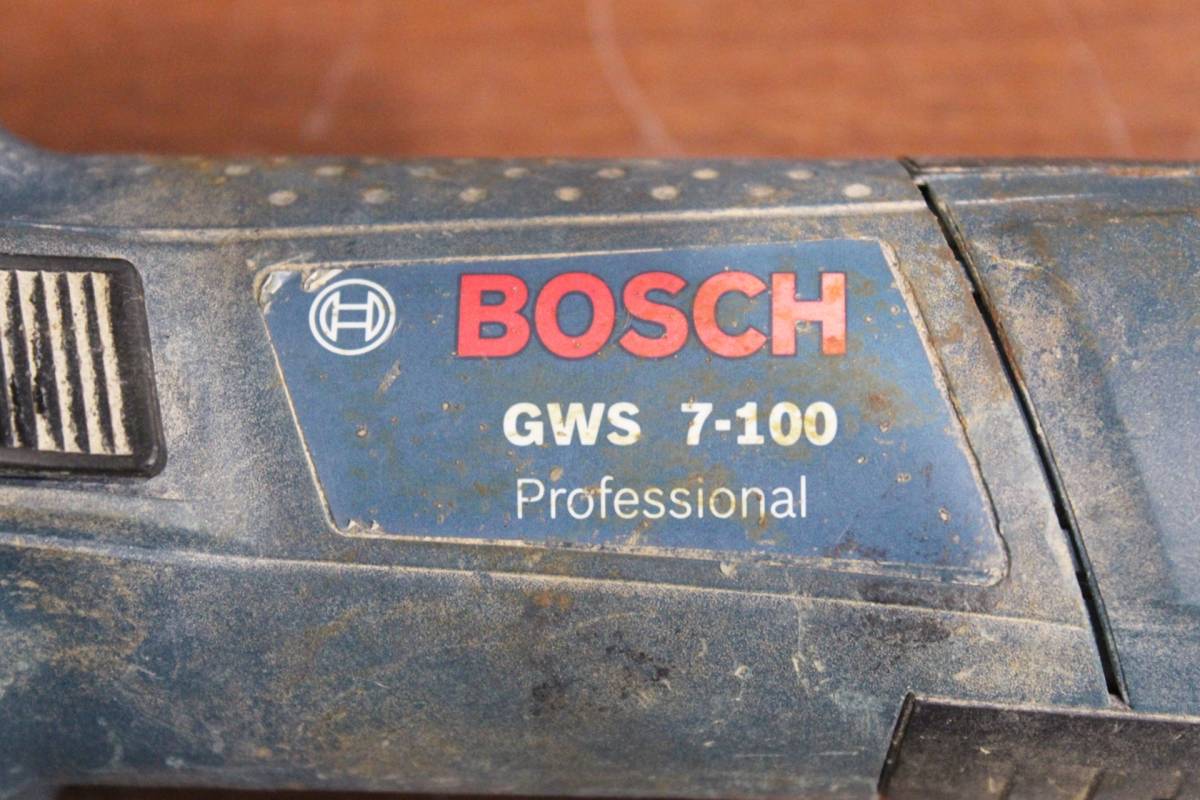 BOSCH
GWS 7-100
Professional